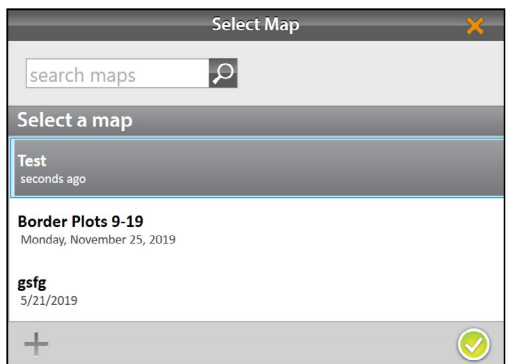 Select Map
search maps
Select a map
Test
seconds ago
Border Plots 9-19
Monday, November 25, 2019
gsfg
5/21/2019